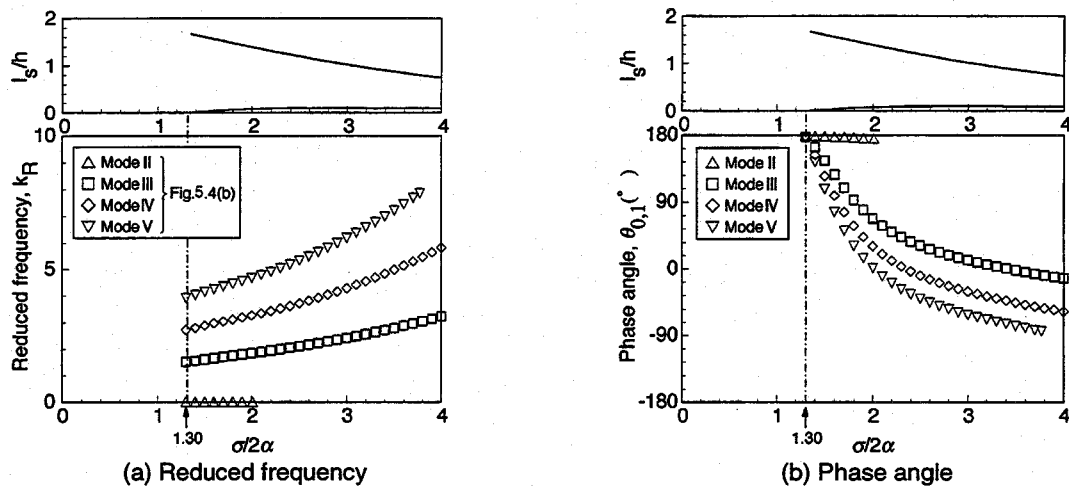 2
1
0
l_s/h
0 1 2 3 4
10
5
0
Reduced frequency, k_R
△ Mode II
□ Mode III
◇ Mode IV
▽ Mode V
Fig.5.4(b)
0 1 2 3 4
1.30
σ/2α
(a) Reduced frequency
2
1
0
l_s/h
0 1 2 3 4
180
90
0
-90
-180
Phase angle, θ_{0,1}(°)
△ Mode II
□ Mode III
◇ Mode IV
▽ Mode V
0 1 2 3 4
1.30
σ/2α
(b) Phase angle